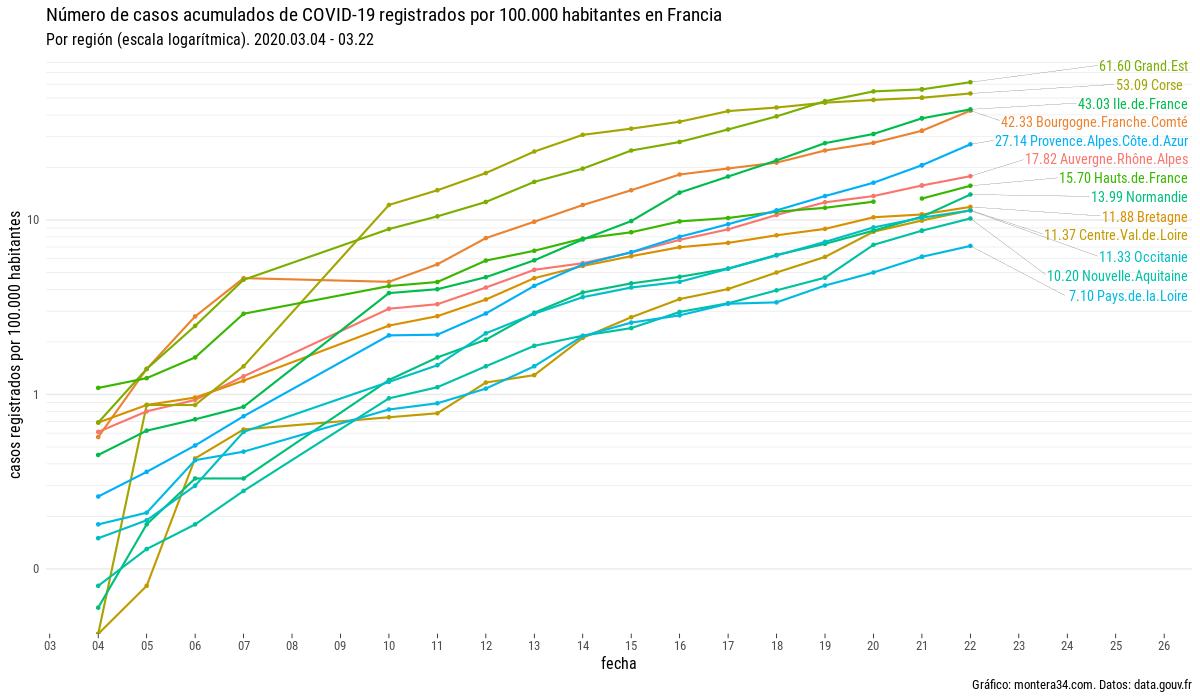 Número de casos acumulados de COVID-19 registrados por 100.000 habitantes en Francia
Por región (escala logarítmica). 2020.03.04 - 03.22
casos registrados por 100.000 habitantes
10
1
0
61.60 Grand.Est
53.09 Corse
43.03 Ile.de.France
42.33 Bourgogne.Franche.Comté
27.14 Provence.Alpes.Côte.d.Azur
17.82 Auvergne.Rhône.Alpes
15.70 Hauts.de.France
13.99 Normandie
11.88 Bretagne
11.37 Centre.Val.de.Loire
11.33 Occitanie
10.20 Nouvelle.Aquitaine
7.10 Pays.de.la.Loire
03 04 05 06 07 08 09 10 11 12 13 14 15 16 17 18 19 20 21 22 23 24 25 26
fecha
Gráfico: montera34.com. Datos: data.gouv.fr